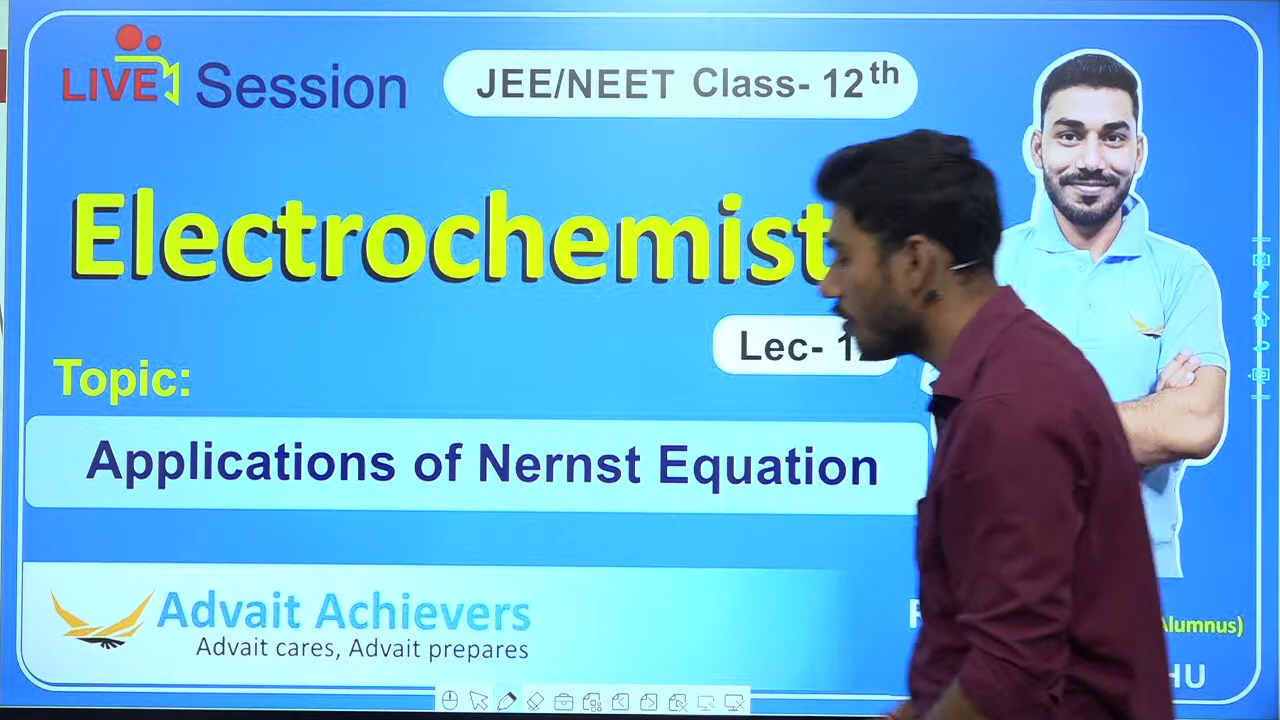 LIVE Session
JEE/NEET Class- 12th
Electrochemist
Lec- 12
Topic:
Applications of Nernst Equation
Advait Achievers
Advait cares, Advait prepares
Alumnus)
HU